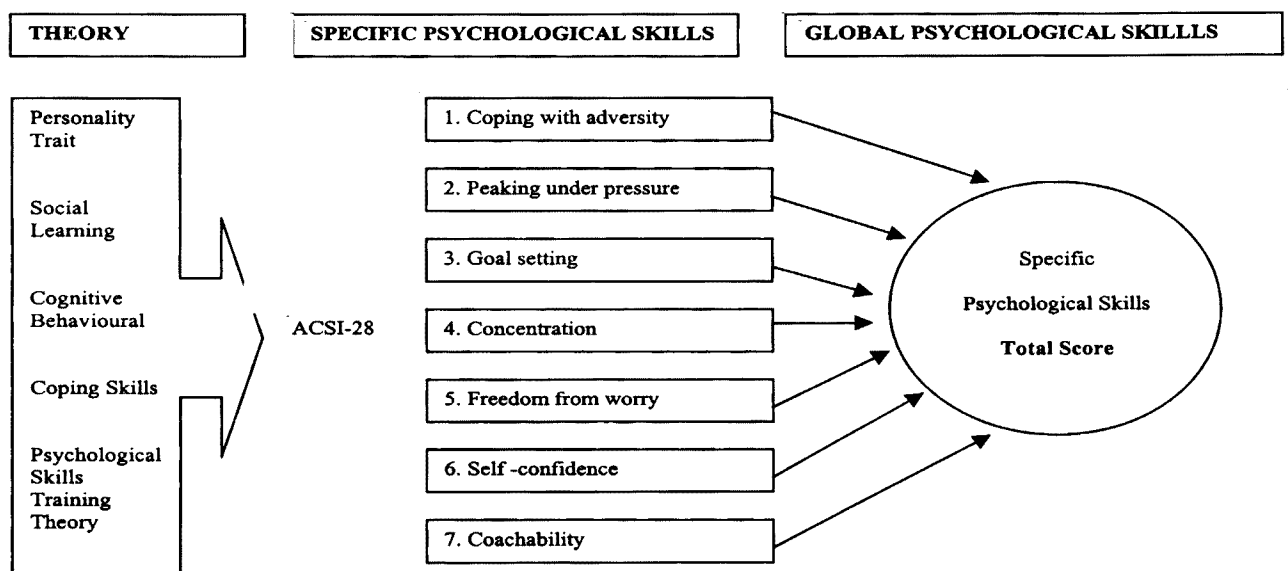 THEORY
SPECIFIC PSYCHOLOGICAL SKILLS
GLOBAL PSYCHOLOGICAL SKILLLS
Personality
Trait
Social
Learning
Cognitive
Behavioural
Coping Skills
Psychological
Skills
Training
Theory
ACSI-28
1. Coping with adversity
2. Peaking under pressure
3. Goal setting
4. Concentration
5. Freedom from worry
6. Self -confidence
7. Coachability
Specific
Psychological Skills
Total Score